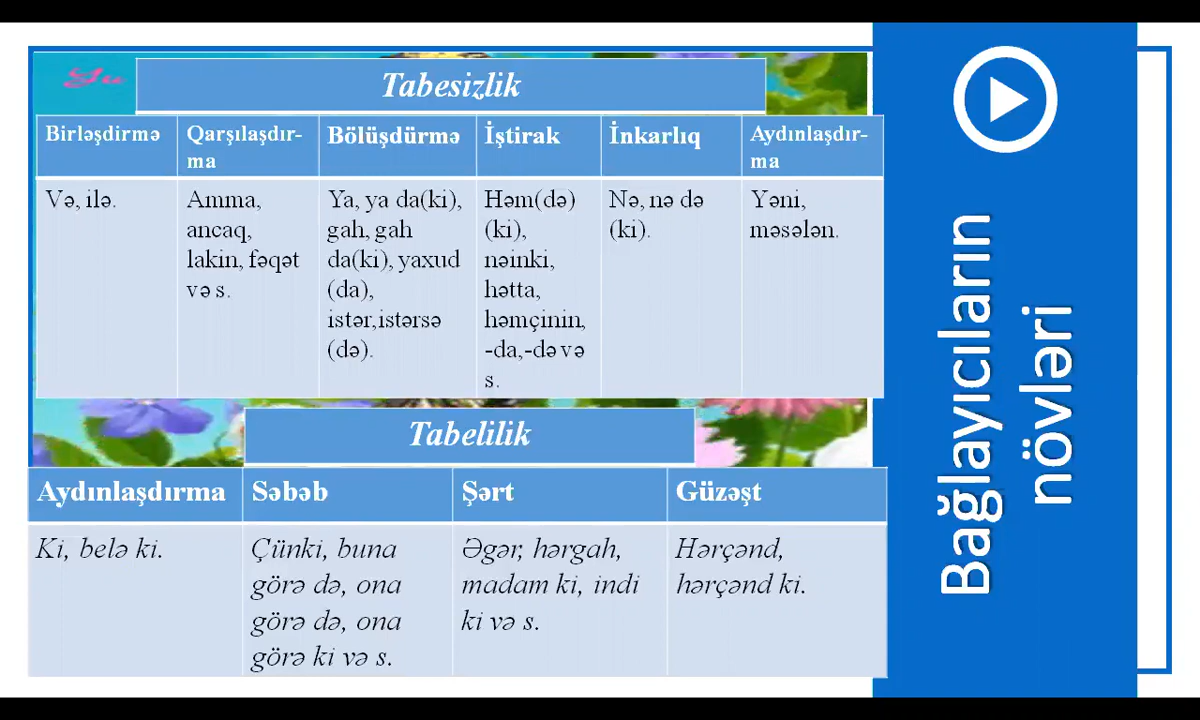 Tabesizlik
Birləşdirmə
Qarşılaşdır-
ma
Bölüşdürmə
İştirak
İnkarlıq
Aydınlaşdır-
ma
Və, ilə.
Amma,
ancaq,
lakin, fəqət
və s.
Ya, ya da(ki),
gah, gah
da(ki), yaxud
(da),
istər,istərsə
(də).
Həm(də)
(ki),
nəinki,
hətta,
həmçinin,
-da,-də və
s.
Nə, nə də
(ki).
Yəni,
məsələn.
Tabelilik
Aydınlaşdırma
Səbəb
Şərt
Güzəşt
Ki, belə ki.
Çünki, buna
görə də, ona
görə də, ona
görə ki və s.
Əgər, hərgah,
madam ki, indi
ki və s.
Hərçənd,
hərçənd ki.
Bağlayıcıların
növləri